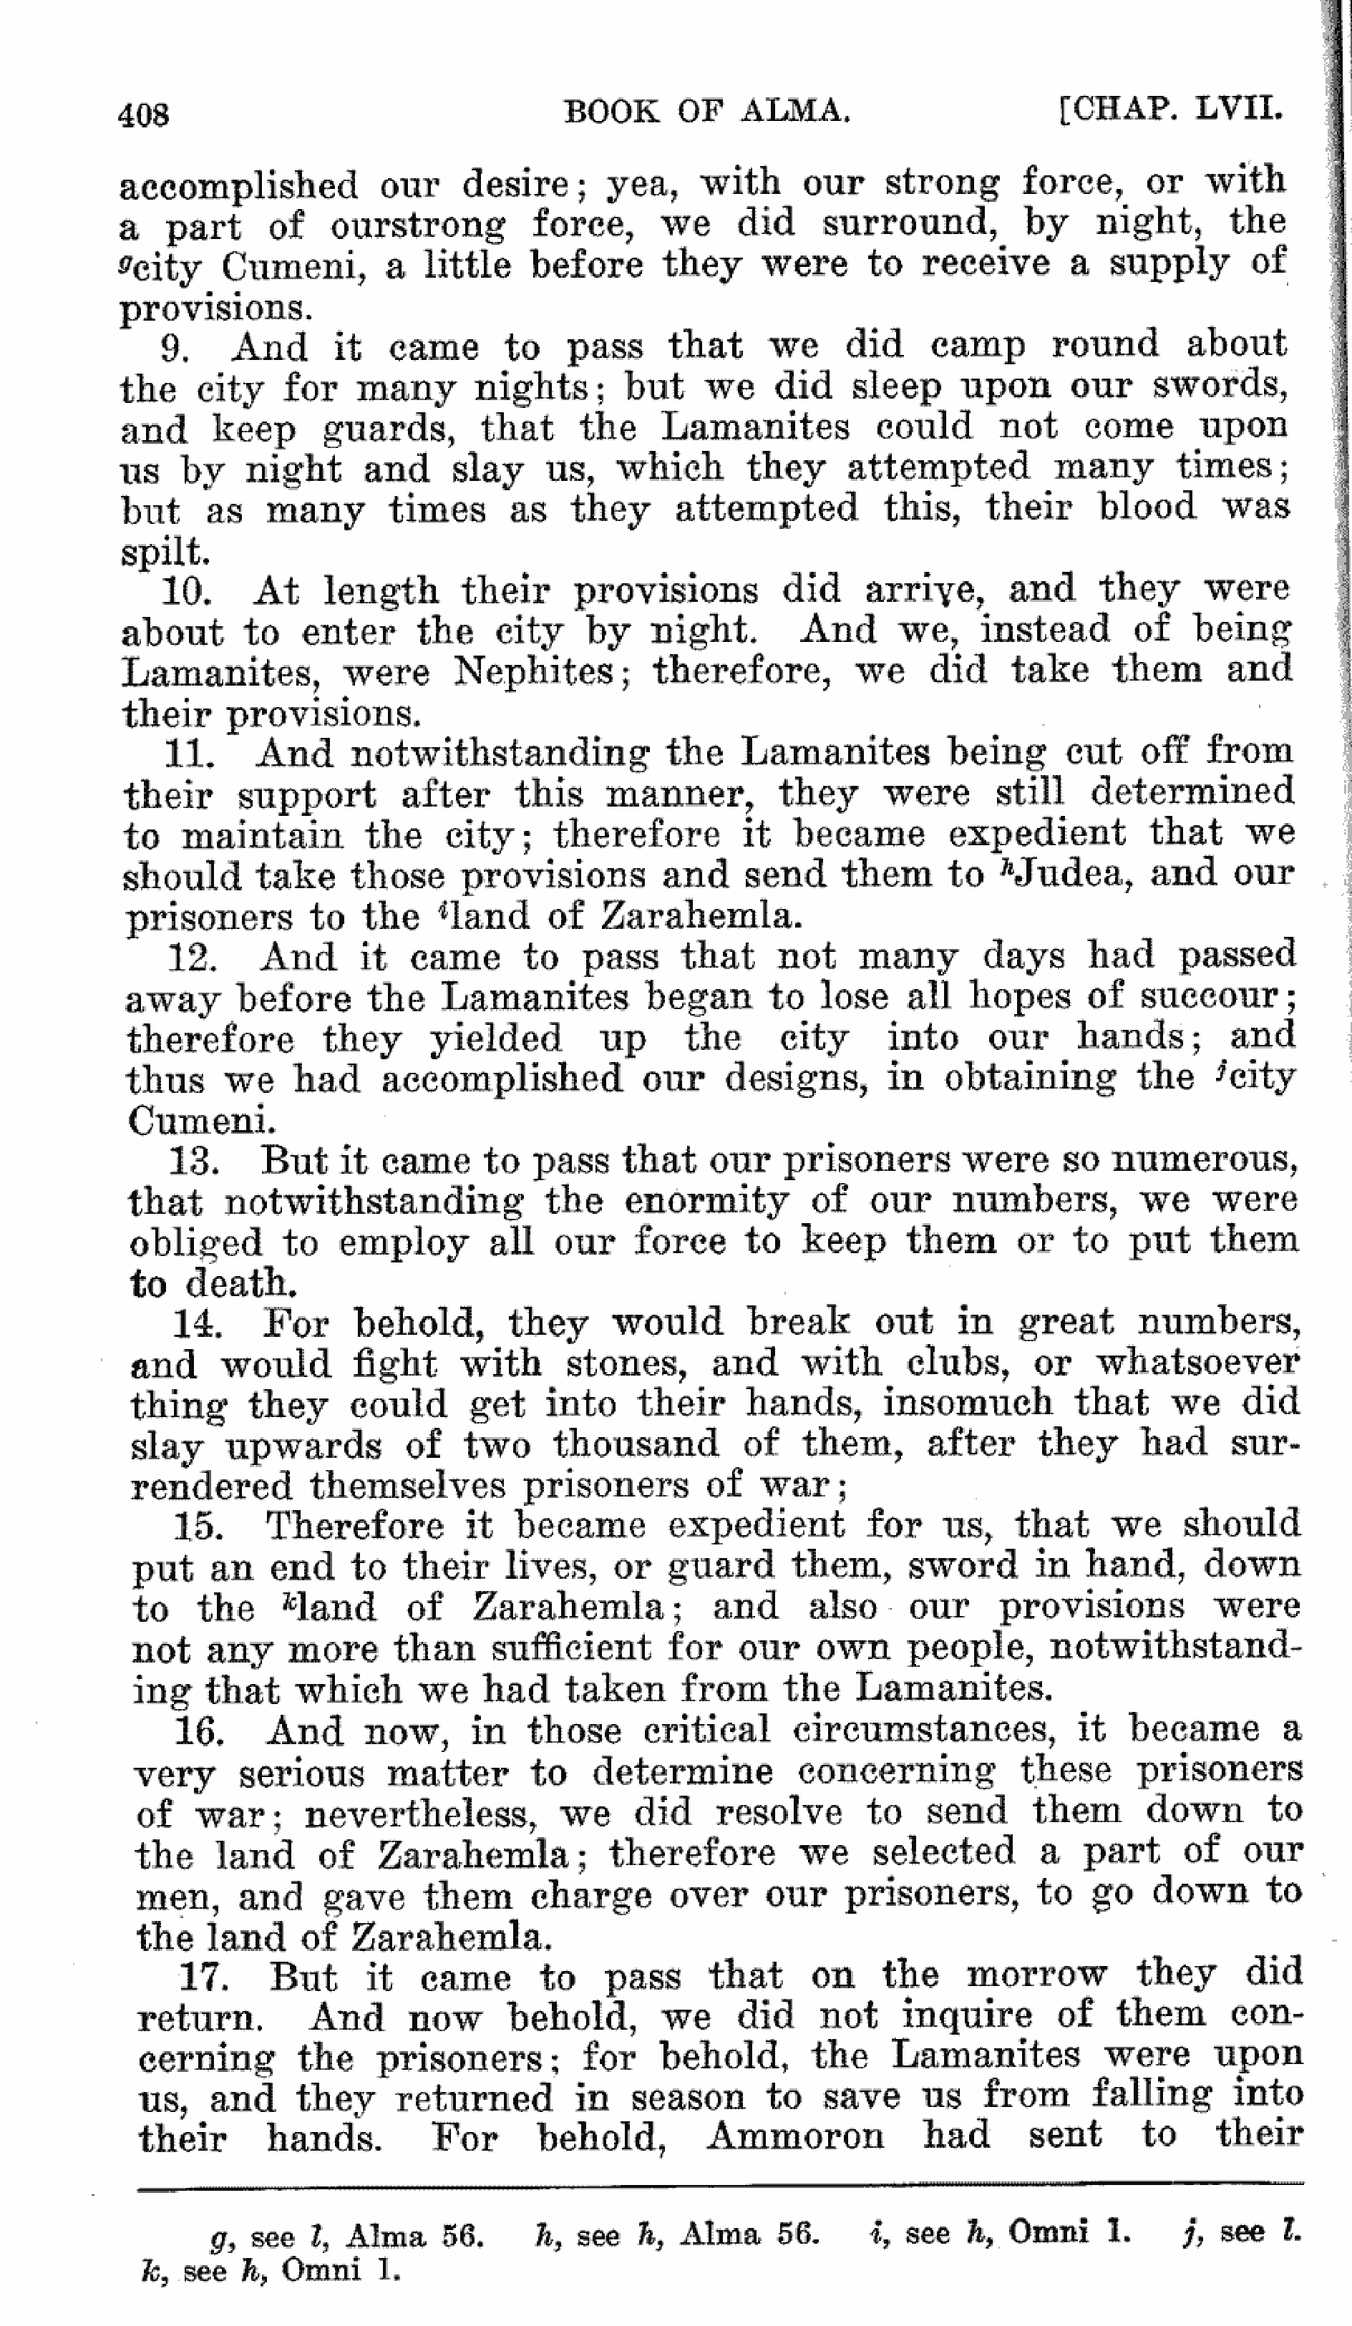 408 BOOK OF ALMA. [CHAP. LVII.
accomplished our desire; yea, with our strong force, or with
a part of ourstrong force, we did surround, by night, the
gcity Cumeni, a little before they were to receive a supply of
provisions.
9. And it came to pass that we did camp round about
the city for many nights; but we did sleep upon our swords,
and keep guards, that the Lamanites could not come upon
us by night and slay us, which they attempted many times;
but as many times as they attempted this, their blood was
spilt.
10. At length their provisions did arrive, and they were
about to enter the city by night. And we, instead of being
Lamanites, were Nephites; therefore, we did take them and
their provisions.
11. And notwithstanding the Lamanites being cut off from
their support after this manner, they were still determined
to maintain the city; therefore it became expedient that we
should take those provisions and send them to hJudea, and our
prisoners to the iland of Zarahemla.
12. And it came to pass that not many days had passed
away before the Lamanites began to lose all hopes of succour;
therefore they yielded up the city into our hands; and
thus we had accomplished our designs, in obtaining the jcity
Cumeni.
13. But it came to pass that our prisoners were so numerous,
that notwithstanding the enormity of our numbers, we were
obliged to employ all our force to keep them or to put them
to death.
14. For behold, they would break out in great numbers,
and would fight with stones, and with clubs, or whatsoever
thing they could get into their hands, insomuch that we did
slay upwards of two thousand of them, after they had sur-
rendered themselves prisoners of war;
15. Therefore it became expedient for us, that we should
put an end to their lives, or guard them, sword in hand, down
to the kland of Zarahemla; and also our provisions were
not any more than sufficient for our own people, notwithstand-
ing that which we had taken from the Lamanites.
16. And now, in those critical circumstances, it became a
very serious matter to determine concerning these prisoners
of war; nevertheless, we did resolve to send them down to
the land of Zarahemla; therefore we selected a part of our
men, and gave them charge over our prisoners, to go down to
the land of Zarahemla.
17. But it came to pass that on the morrow they did
return. And now behold, we did not inquire of them con-
cerning the prisoners; for behold, the Lamanites were upon
us, and they returned in season to save us from falling into
their hands. For behold, Ammoron had sent to their
g, see l, Alma 56. h, see h, Alma 56. i, see h, Omni 1. j, see l.
k, see h, Omni 1.